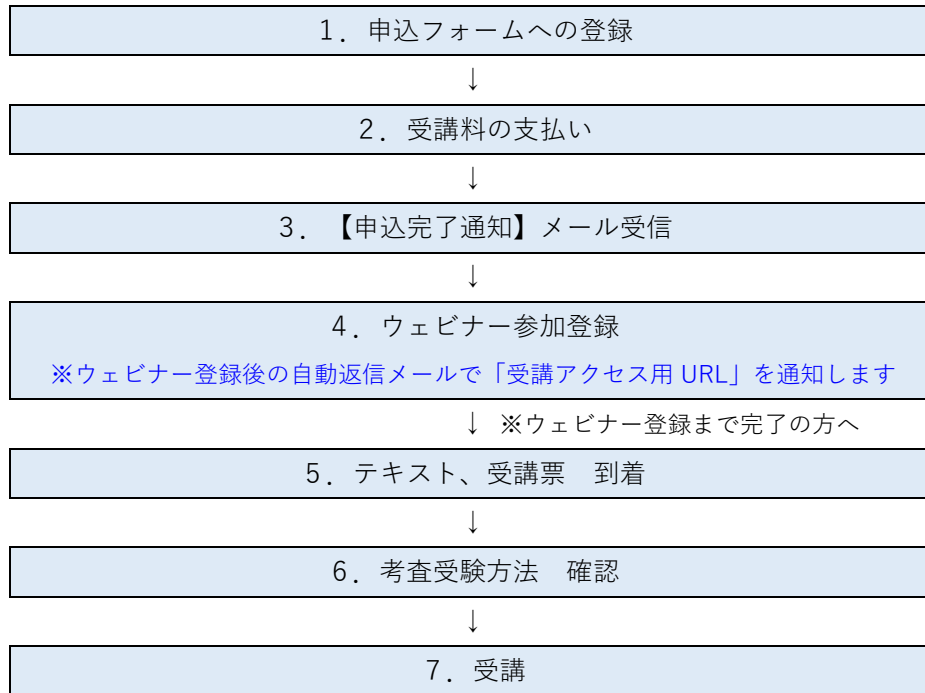 1．申込フォームへの登録
↓
2．受講料の支払い
↓
3．【申込完了通知】メール受信
↓
4．ウェビナー参加登録
※ウェビナー登録後の自動返信メールで「受講アクセス用 URL」を通知します
↓ ※ウェビナー登録まで完了の方へ
5．テキスト、受講票　到着
↓
6．考査受験方法　確認
↓
7．受講